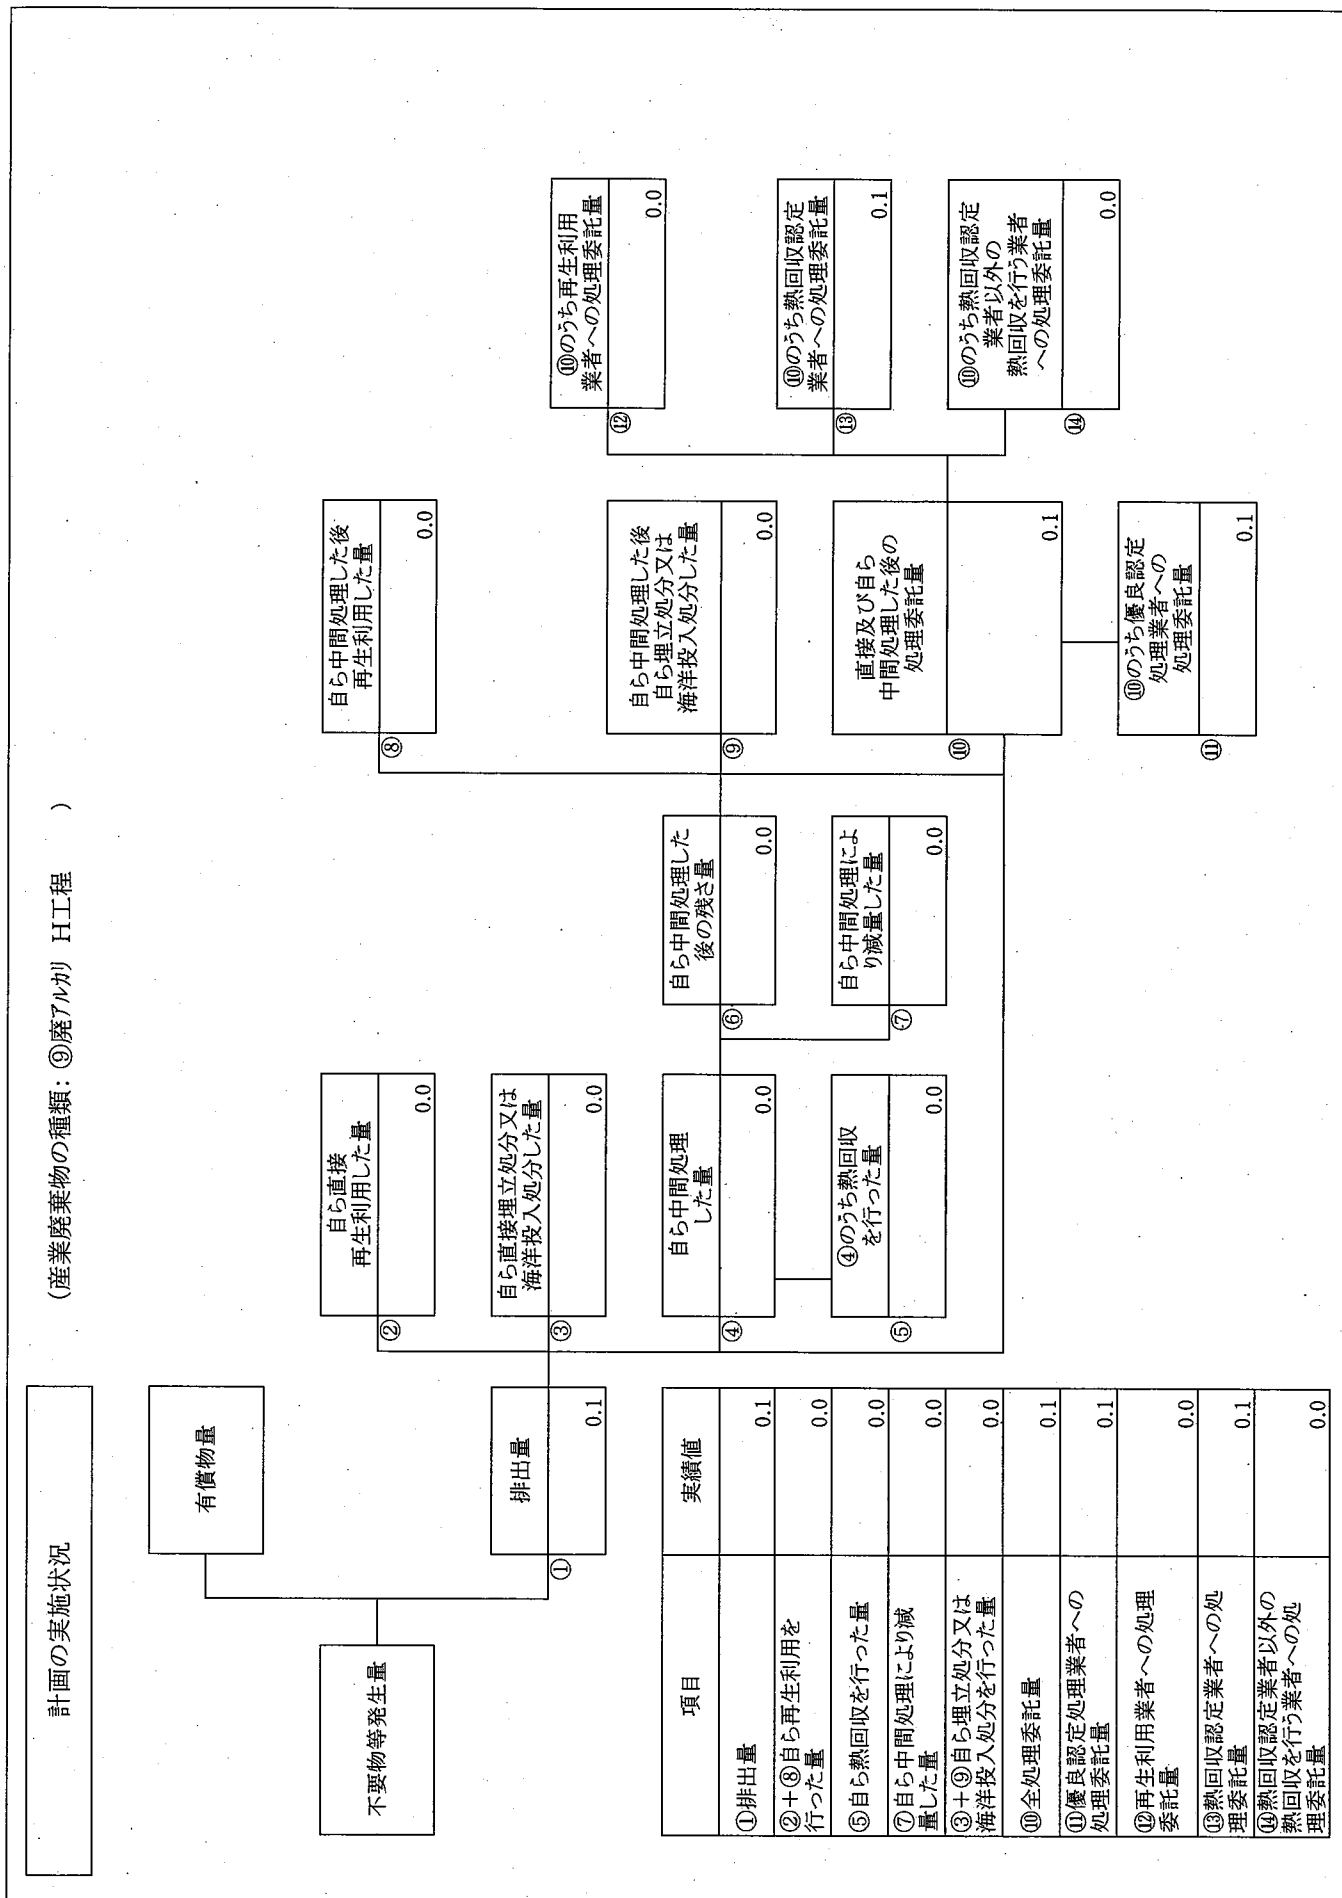 計画の実施状況
(産業廃棄物の種類:⑨廃アルカリ H工程 )
不要物等発生量
有償物量
①
排出量
0.1
②
自ら直接
再生利用した量
0.0
③
自ら直接埋立処分又は
海洋投入処分した量
0.0
④
自ら中間処理
した量
0.0
⑤
④のうち熱回収
を行った量
0.0
⑥
自ら中間処理した
後の残さ量
0.0
⑦
自ら中間処理によ
り減量した量
0.0
⑧
自ら中間処理した後
再生利用した量
0.0
⑨
自ら中間処理した後
自ら埋立処分又は
海洋投入処分した量
0.0
⑩
直接及び自ら
中間処理した後の
処理委託量
0.1
⑪
⑩のうち優良認定
処理業者への
処理委託量
0.1
⑫
⑩のうち再生利用
業者への処理委託量
0.0
⑬
⑩のうち熱回収認定
業者への処理委託量
0.1
⑭
⑩のうち熱回収認定
業者以外の
熱回収を行う業者
への処理委託量
0.0
項目 実績値
①排出量 0.1
②+⑧自ら再生利用を
行った量 0.0
⑤自ら熱回収を行った量 0.0
⑦自ら中間処理により減
量した量 0.0
③+⑨自ら埋立処分又は
海洋投入処分を行った量 0.0
⑩全処理委託量 0.1
⑪優良認定処理業者への
処理委託量 0.1
⑫再生利用業者への処理
委託量 0.0
⑬熱回収認定業者への処
理委託量 0.1
⑭熱回収認定業者以外の
熱回収を行う業者への処
理委託量 0.0